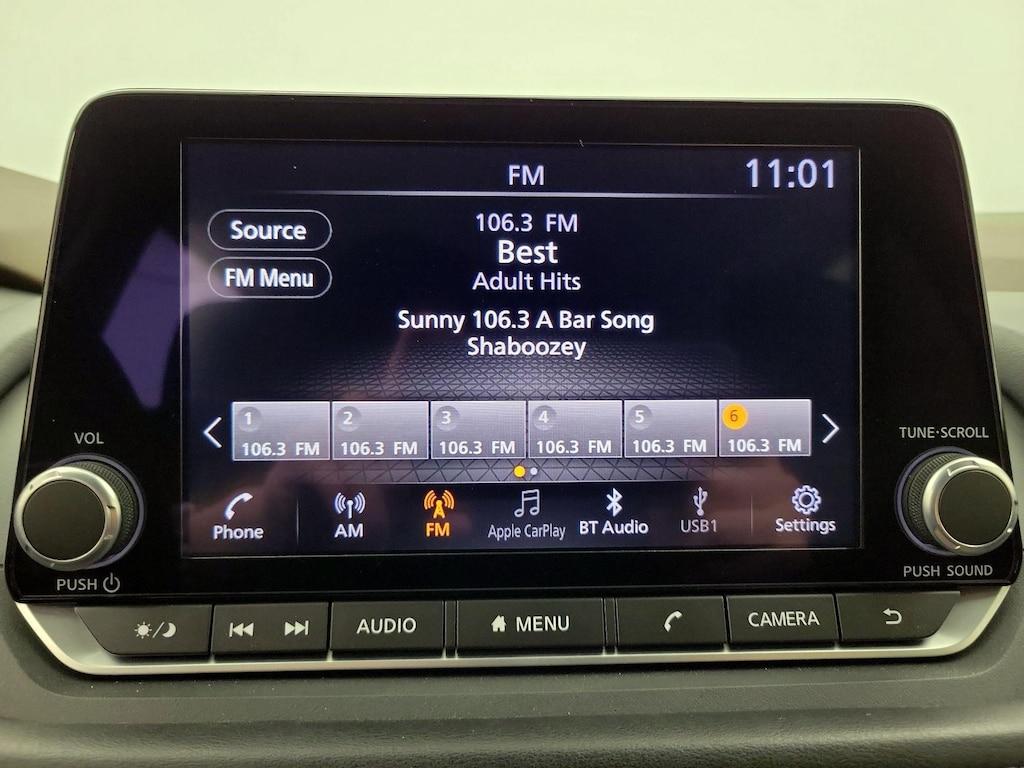 FM
11:01
Source
106.3 FM
FM Menu
Best
Adult Hits
Sunny 106.3 A Bar Song
Shaboozey
1 2 3 4 5 6
106.3 FM 106.3 FM 106.3 FM 106.3 FM 106.3 FM 106.3 FM
VOL
TUNE·SCROLL
Phone AM FM Apple CarPlay BT Audio USB1 Settings
PUSH
PUSH SOUND
AUDIO MENU CAMERA